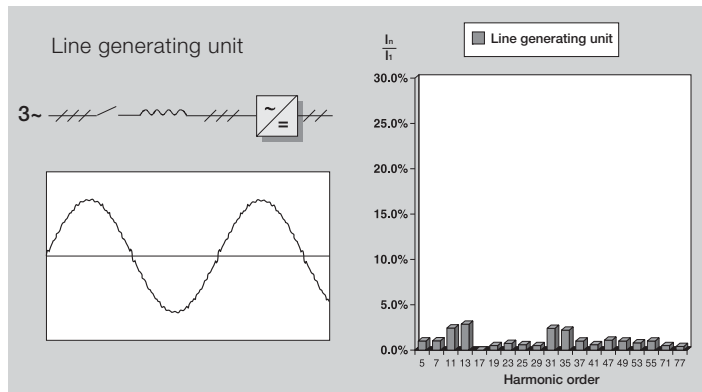 Line generating unit
3~
~
=
Iₙ
I₁
Line generating unit
30.0%
25.0%
20.0%
15.0%
10.0%
5.0%
0.0%
5 7 11 13 17 19 23 25 29 31 35 37 41 47 49 53 55 71 77
Harmonic order